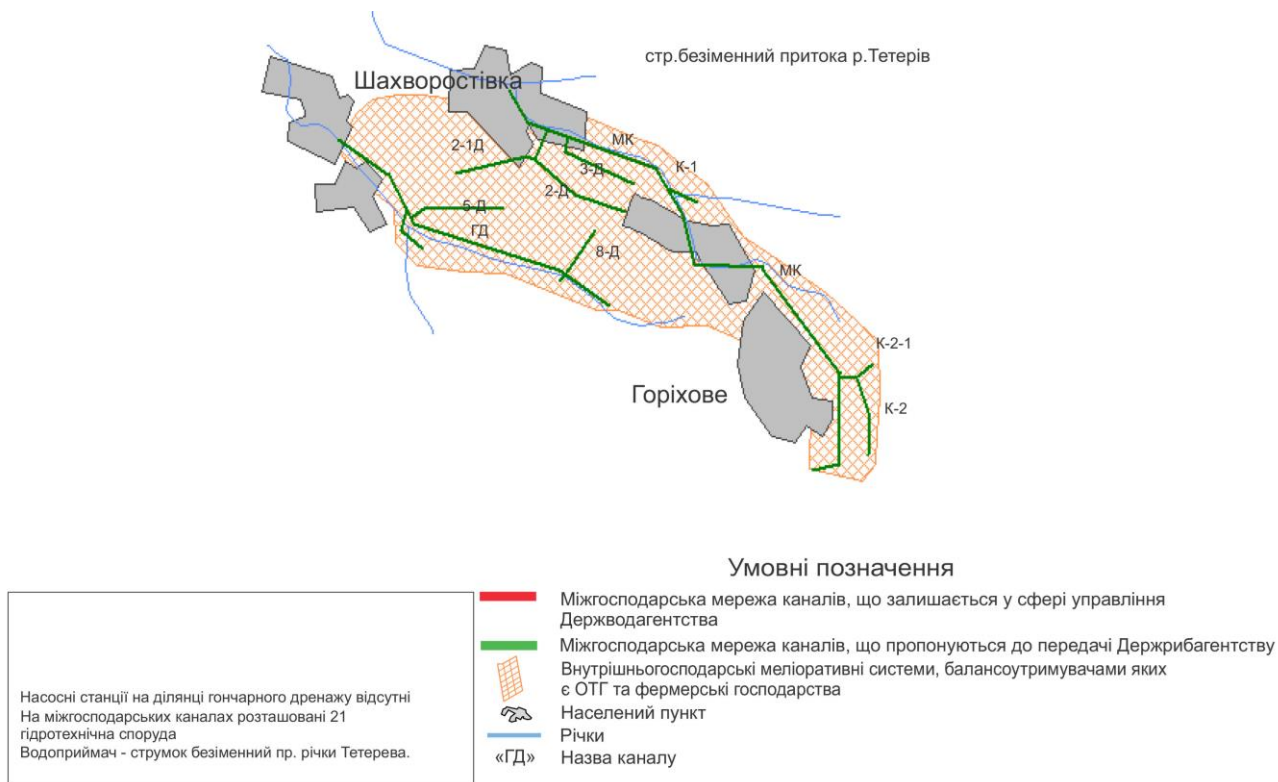 стр.безіменний притока р.Тетерів
Шахворостівка
МК
2-1Д
К-1
3-Д
2-Д
5-Д
ГД
8-Д
МК
К-2-1
Горіхове
К-2
Умовні позначення
Міжгосподарська мережа каналів, що залишається у сфері управління
Держводагентства
Міжгосподарська мережа каналів, що пропонуються до передачі Держрибагентству
Внутрішньогосподарські меліоративні системи, балансоутримувачами яких
є ОТГ та фермерські господарства
Населений пункт
Річки
«ГД» Назва каналу
Насосні станції на ділянці гончарного дренажу відсутні
На міжгосподарських каналах розташовані 21
гідротехнічна споруда
Водоприймач - струмок безіменний пр. річки Тетерева.